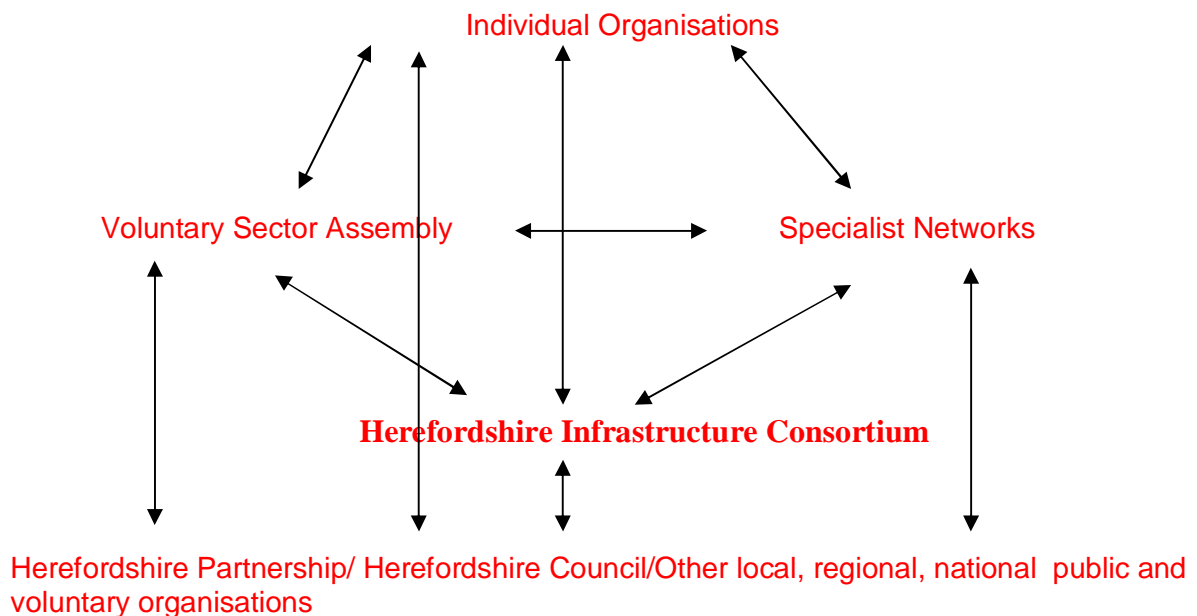 Individual Organisations
Voluntary Sector Assembly
Specialist Networks
Herefordshire Infrastructure Consortium
Herefordshire Partnership/ Herefordshire Council/Other local, regional, national  public and
voluntary organisations